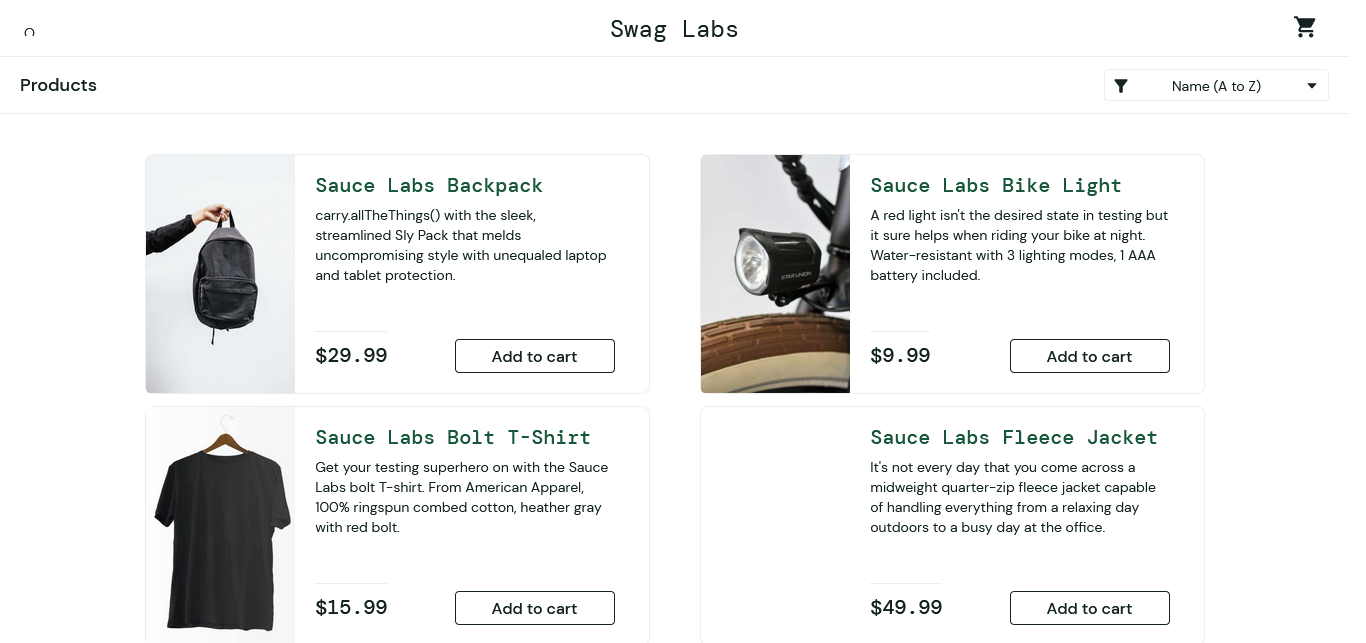 Swag Labs
Products
Name (A to Z)
Sauce Labs Backpack
carry.allTheThings() with the sleek,
streamlined Sly Pack that melds
uncompromising style with unequaled laptop
and tablet protection.
$29.99
Add to cart
STAR UNION
Sauce Labs Bike Light
A red light isn't the desired state in testing but
it sure helps when riding your bike at night.
Water-resistant with 3 lighting modes, 1 AAA
battery included.
$9.99
Add to cart
Sauce Labs Bolt T-Shirt
Get your testing superhero on with the Sauce
Labs bolt T-shirt. From American Apparel,
100% ringspun combed cotton, heather gray
with red bolt.
$15.99
Add to cart
Sauce Labs Fleece Jacket
It's not every day that you come across a
midweight quarter-zip fleece jacket capable
of handling everything from a relaxing day
outdoors to a busy day at the office.
$49.99
Add to cart